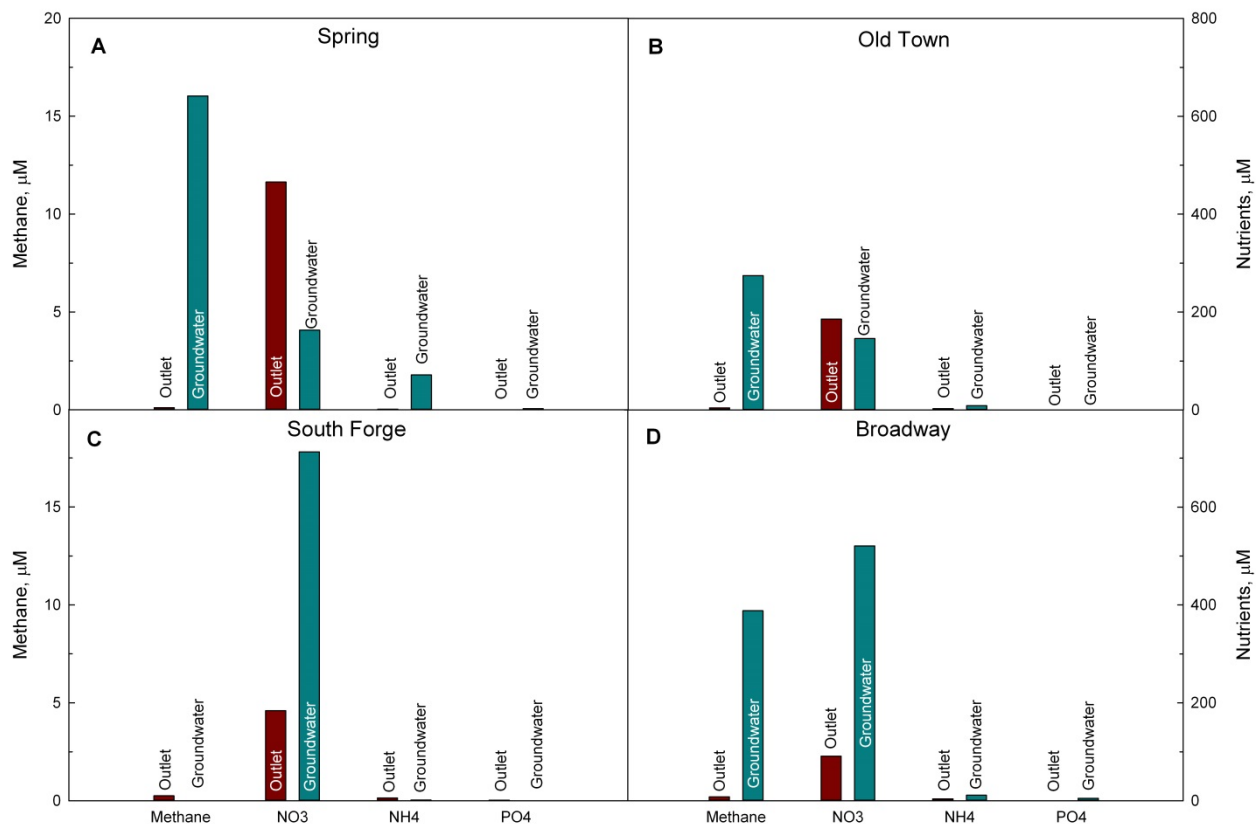 A
Spring
B
Old Town
20
15
10
5
0
Methane, μM
800
600
400
200
0
Nutrients, μM
Outlet
Groundwater
Outlet
Groundwater
Outlet
Groundwater
Outlet
Groundwater
Outlet
Groundwater
Outlet
Groundwater
Outlet
Groundwater
Outlet
Groundwater
C
South Forge
D
Broadway
15
10
5
0
Methane, μM
600
400
200
0
Nutrients, μM
Outlet
Groundwater
Outlet
Groundwater
Outlet
Groundwater
Outlet
Groundwater
Outlet
Groundwater
Outlet
Groundwater
Outlet
Groundwater
Outlet
Groundwater
Methane
NO3
NH4
PO4
Methane
NO3
NH4
PO4